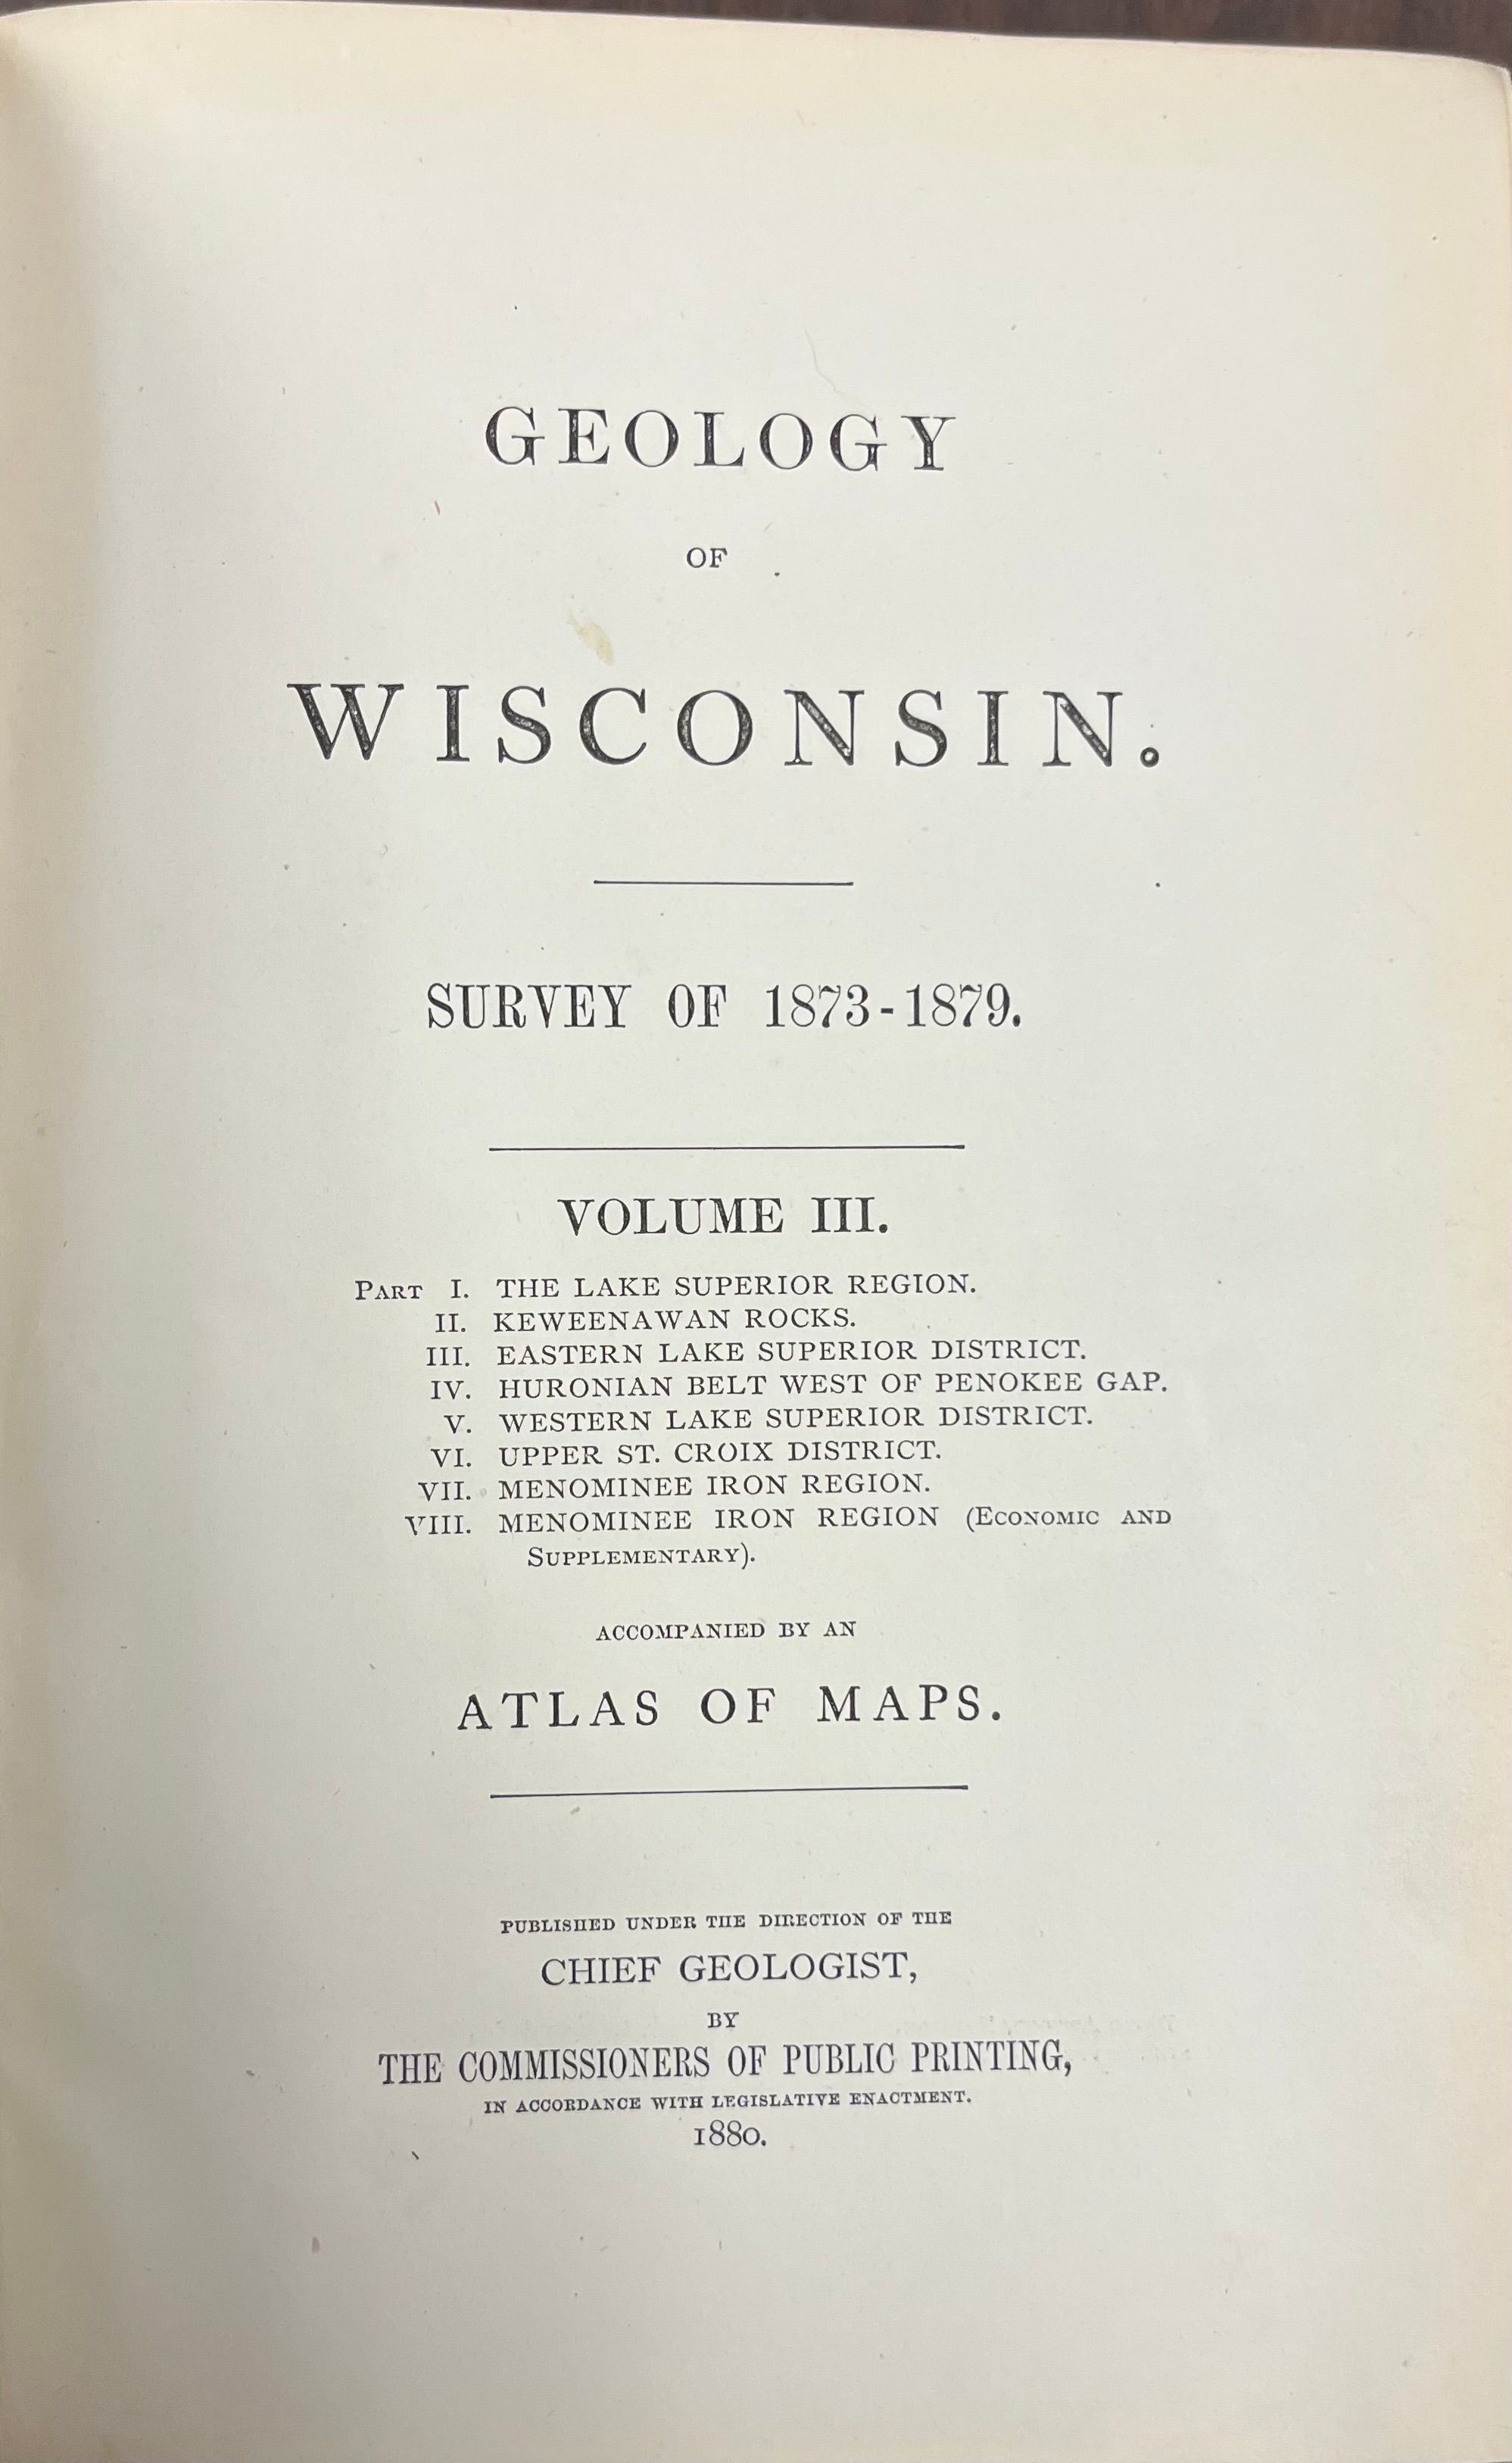 GEOLOGY
OF
WISCONSIN.
SURVEY OF 1873-1879.
VOLUME III.
PART I. THE LAKE SUPERIOR REGION.
II. KEWEENAWAN ROCKS.
III. EASTERN LAKE SUPERIOR DISTRICT.
IV. HURONIAN BELT WEST OF PENOKEE GAP.
V. WESTERN LAKE SUPERIOR DISTRICT.
VI. UPPER ST. CROIX DISTRICT.
VII. MENOMINEE IRON REGION.
VIII. MENOMINEE IRON REGION (ECONOMIC AND
SUPPLEMENTARY).
ACCOMPANIED BY AN
ATLAS OF MAPS.
PUBLISHED UNDER THE DIRECTION OF THE
CHIEF GEOLOGIST,
BY
THE COMMISSIONERS OF PUBLIC PRINTING,
IN ACCORDANCE WITH LEGISLATIVE ENACTMENT.
1880.